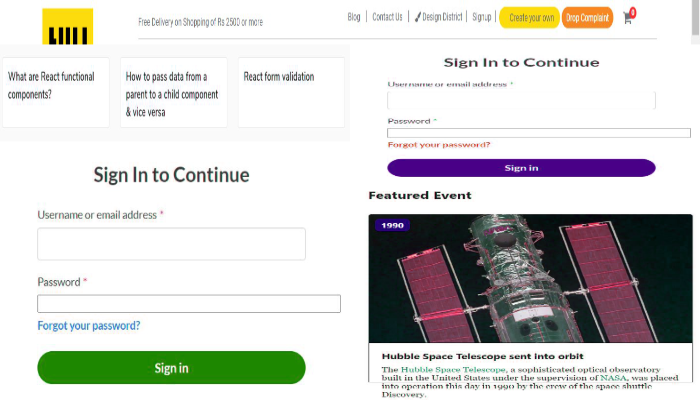 Free Delivery on Shopping of Rs 2500 or more
Blog
Contact Us
Design District
Signup
Create your own
Drop Complaint
0
What are React functional
components?
How to pass data from a
parent to a child component
& vice versa
React form validation
Sign In to Continue
Username or email address *
Password *
Forgot your password?
Sign in
Sign In to Continue
Username or email address *
Password *
Forgot your password?
Sign in
Featured Event
1990
Hubble Space Telescope sent into orbit
The Hubble Space Telescope, a sophisticated optical observatory
built in the United States under the supervision of NASA, was placed
into operation this day in 1990 by the crew of the space shuttle
Discovery.